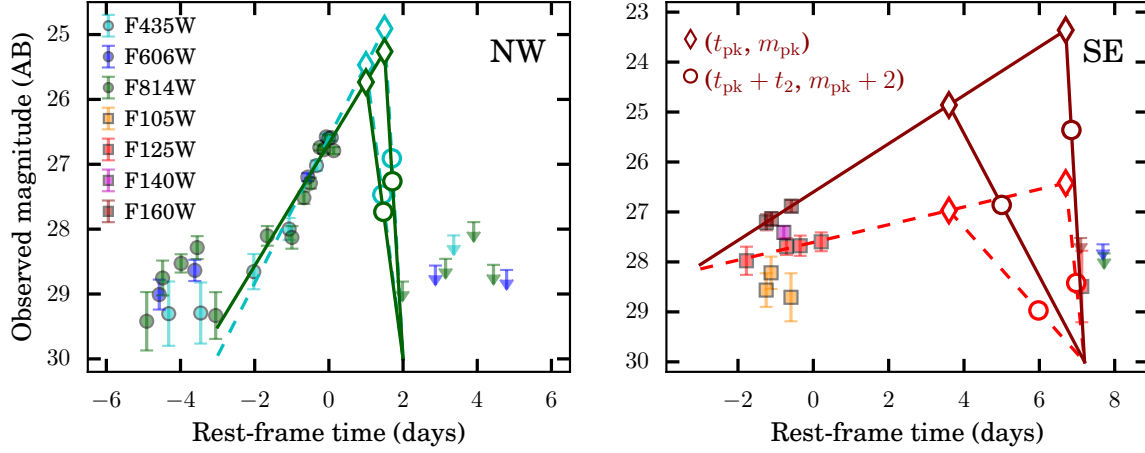 Observed magnitude (AB)
25
26
27
28
29
30
F435W
F606W
F814W
F105W
F125W
F140W
F160W
NW
−6
−4
−2
0
2
4
6
Rest-frame time (days)
23
24
25
26
27
28
29
30
(t_pk, m_pk)
(t_pk + t_2, m_pk + 2)
SE
−2
0
2
4
6
8
Rest-frame time (days)